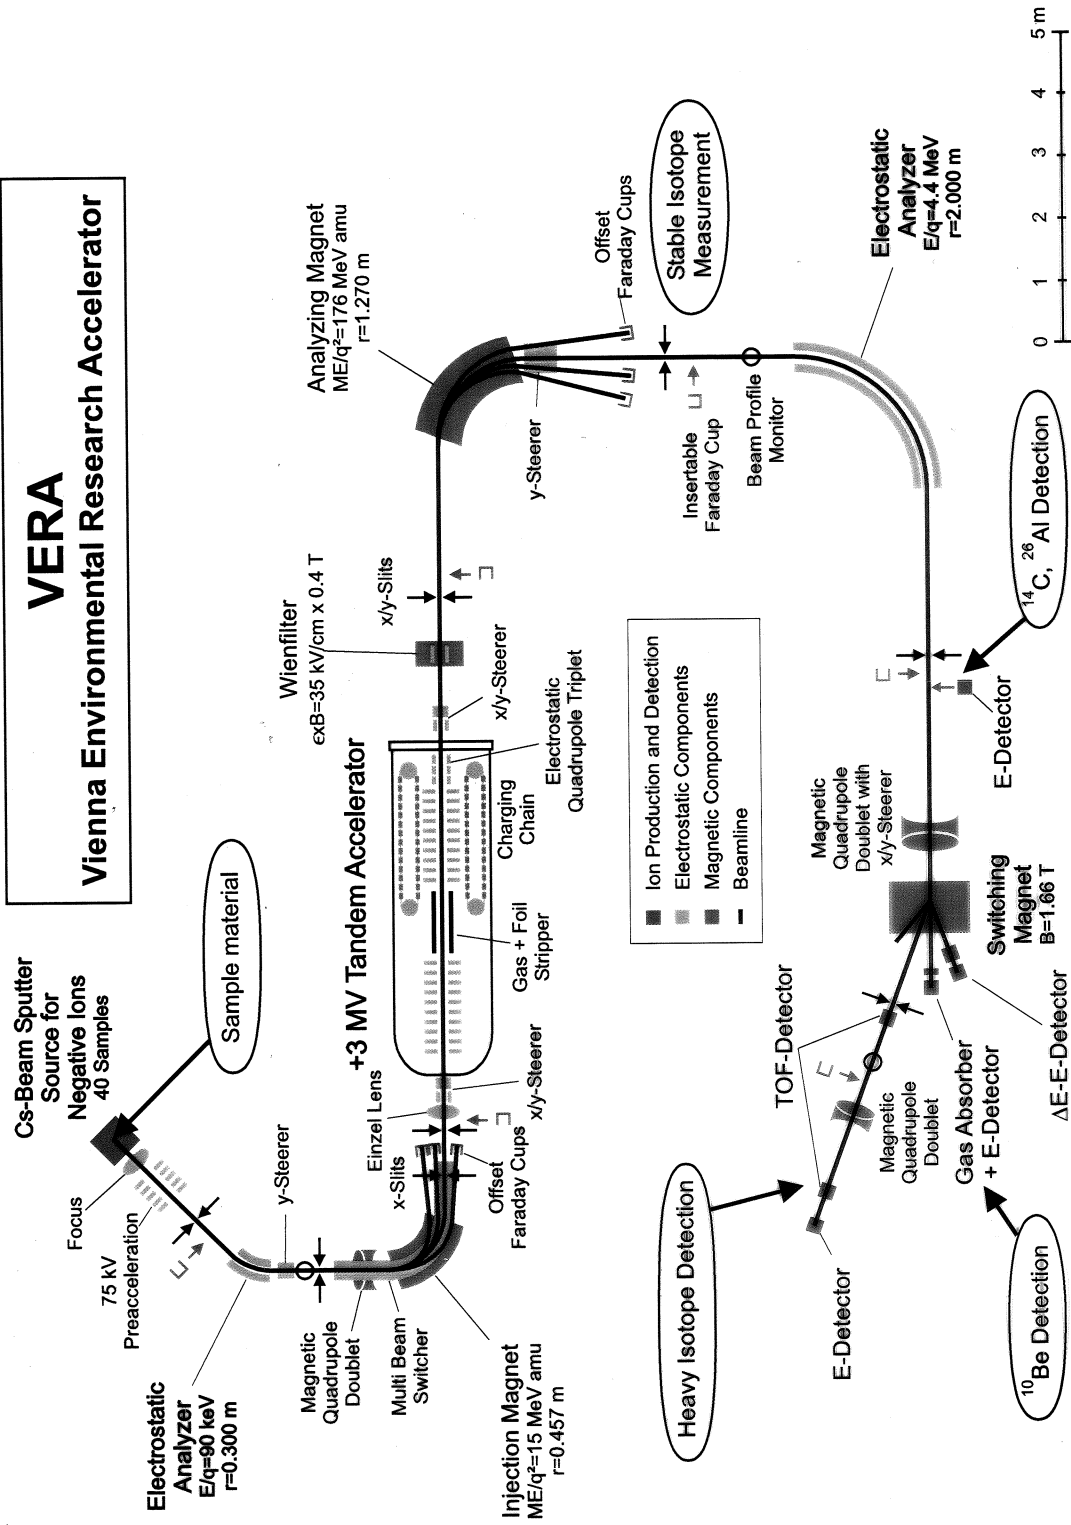 VERA
Vienna Environmental Research Accelerator
Cs-Beam Sputter
Source for
Negative Ions
40 Samples
Sample material
Focus
75 kV
Preacceleration
Electrostatic
Analyzer
E/q=90 keV
r=0.300 m
y-Steerer
Magnetic
Quadrupole
Doublet
Multi Beam
Switcher
Injection Magnet
ME/q²=15 MeV amu
r=0.457 m
x-Slits
Offset
Faraday Cups
Einzel Lens
x/y-Steerer
+3 MV Tandem Accelerator
Gas + Foil
Stripper
Charging
Chain
Electrostatic
Quadrupole Triplet
x/y-Steerer
Wienfilter
ϵxB=35 kV/cm x 0.4 T
x/y-Slits
Analyzing Magnet
ME/q²=176 MeV amu
r=1.270 m
y-Steerer
Offset
Faraday Cups
Stable Isotope
Measurement
Insertable
Faraday Cup
Beam Profile
Monitor
Electrostatic
Analyzer
E/q=4.4 MeV
r=2.000 m
Ion Production and Detection
Electrostatic Components
Magnetic Components
Beamline
¹⁴C, ²⁶Al Detection
E-Detector
Magnetic
Quadrupole
Doublet with
x/y-Steerer
Switching
Magnet
B=1.66 T
ΔE-E-Detector
Gas Absorber
+ E-Detector
¹⁰Be Detection
TOF-Detector
Magnetic
Quadrupole
Doublet
Heavy Isotope Detection
E-Detector
0 1 2 3 4 5 m